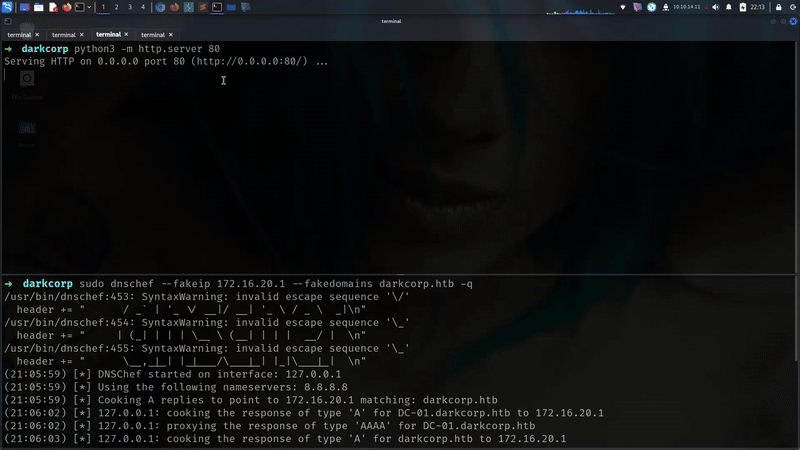 1 2 3 4
10.10.14.11
22:13
terminal
terminal × terminal × terminal × terminal ×
➜ darkcorp python3 -m http.server 80
Serving HTTP on 0.0.0.0 port 80 (http://0.0.0.0:80/) ...
➜ darkcorp sudo dnschef --fakeip 172.16.20.1 --fakedomains darkcorp.htb -q
/usr/bin/dnschef:453: SyntaxWarning: invalid escape sequence '\/'
header += "      / _` | '_ \/ __|/ __| '_ \ / _ \  _|\n"
/usr/bin/dnschef:454: SyntaxWarning: invalid escape sequence '\_'
header += "     | (_| | | | \__ \ (__| | | |  __/ |  \n"
/usr/bin/dnschef:455: SyntaxWarning: invalid escape sequence '\_'
header += "      \__,_|_| |_|___/\___|_| |_|\___|_|  \n"
(21:05:59) [*] DNSChef started on interface: 127.0.0.1
(21:05:59) [*] Using the following nameservers: 8.8.8.8
(21:05:59) [*] Cooking A replies to point to 172.16.20.1 matching: darkcorp.htb
(21:06:02) [*] 127.0.0.1: cooking the response of type 'A' for DC-01.darkcorp.htb to 172.16.20.1
(21:06:02) [*] 127.0.0.1: proxying the response of type 'AAAA' for DC-01.darkcorp.htb
(21:06:03) [*] 127.0.0.1: cooking the response of type 'A' for darkcorp.htb to 172.16.20.1